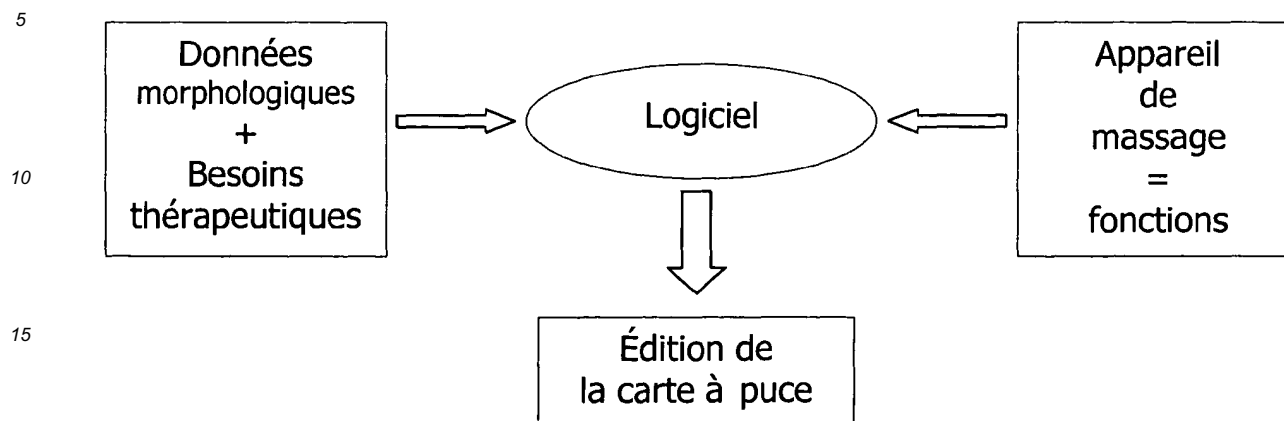 5
Données
morphologiques
+
Besoins
thérapeutiques
Logiciel
Appareil
de
massage
=
fonctions
10
15
Édition de
la carte à puce